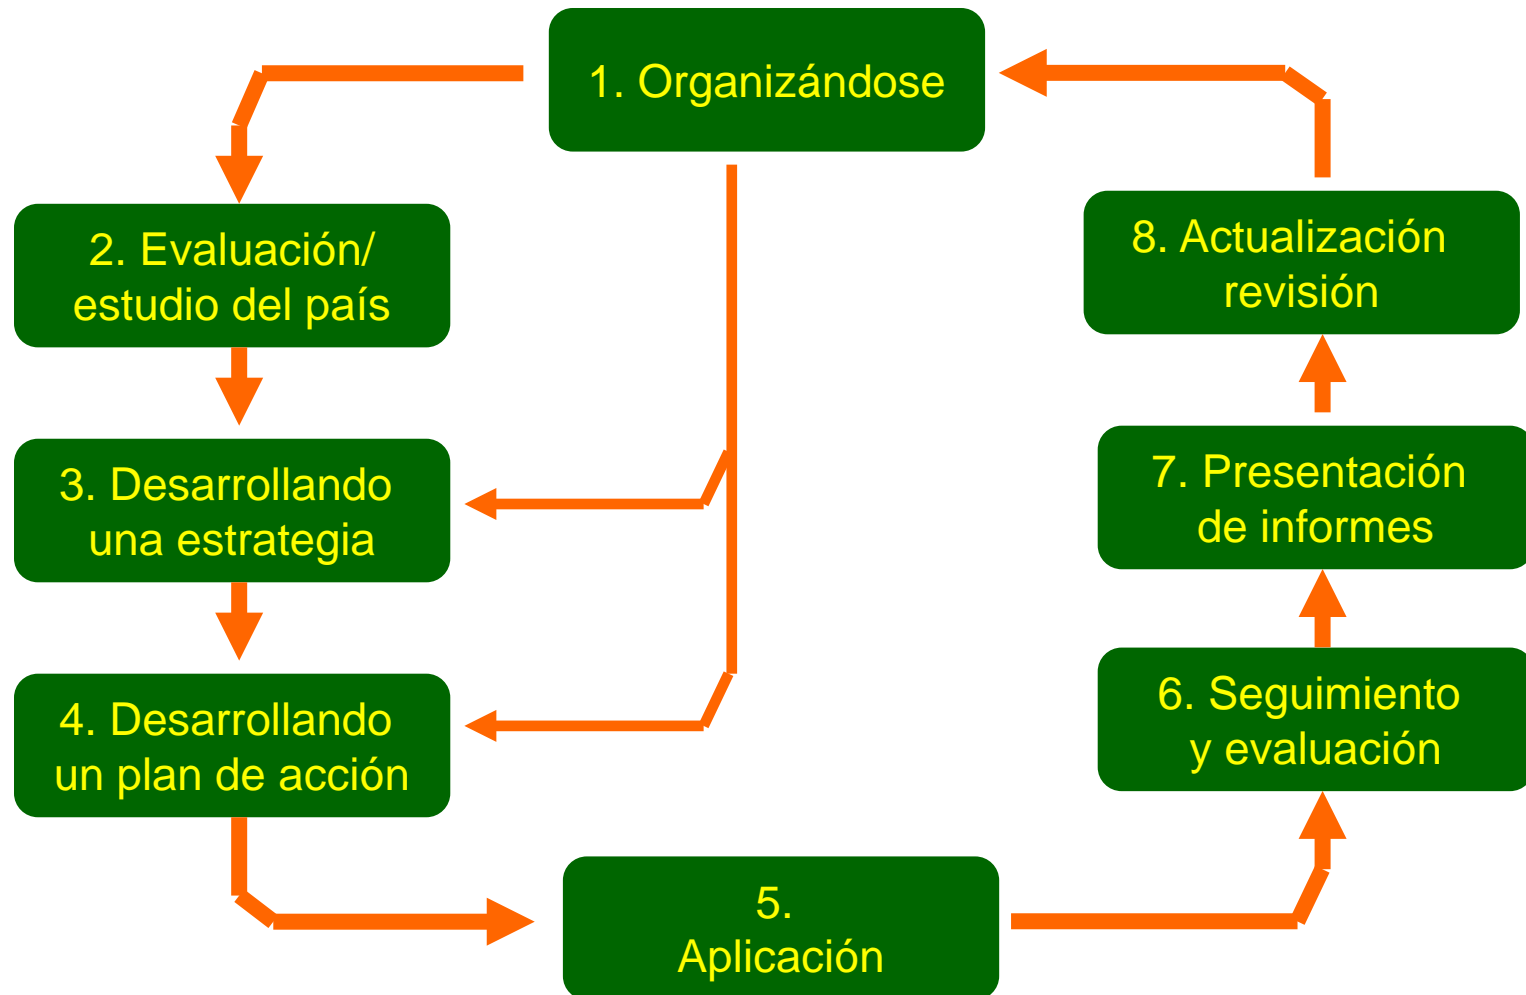 1. Organizándose
2. Evaluación/
estudio del país
3. Desarrollando
una estrategia
4. Desarrollando
un plan de acción
5.
Aplicación
6. Seguimiento
y evaluación
7. Presentación
de informes
8. Actualización
revisión